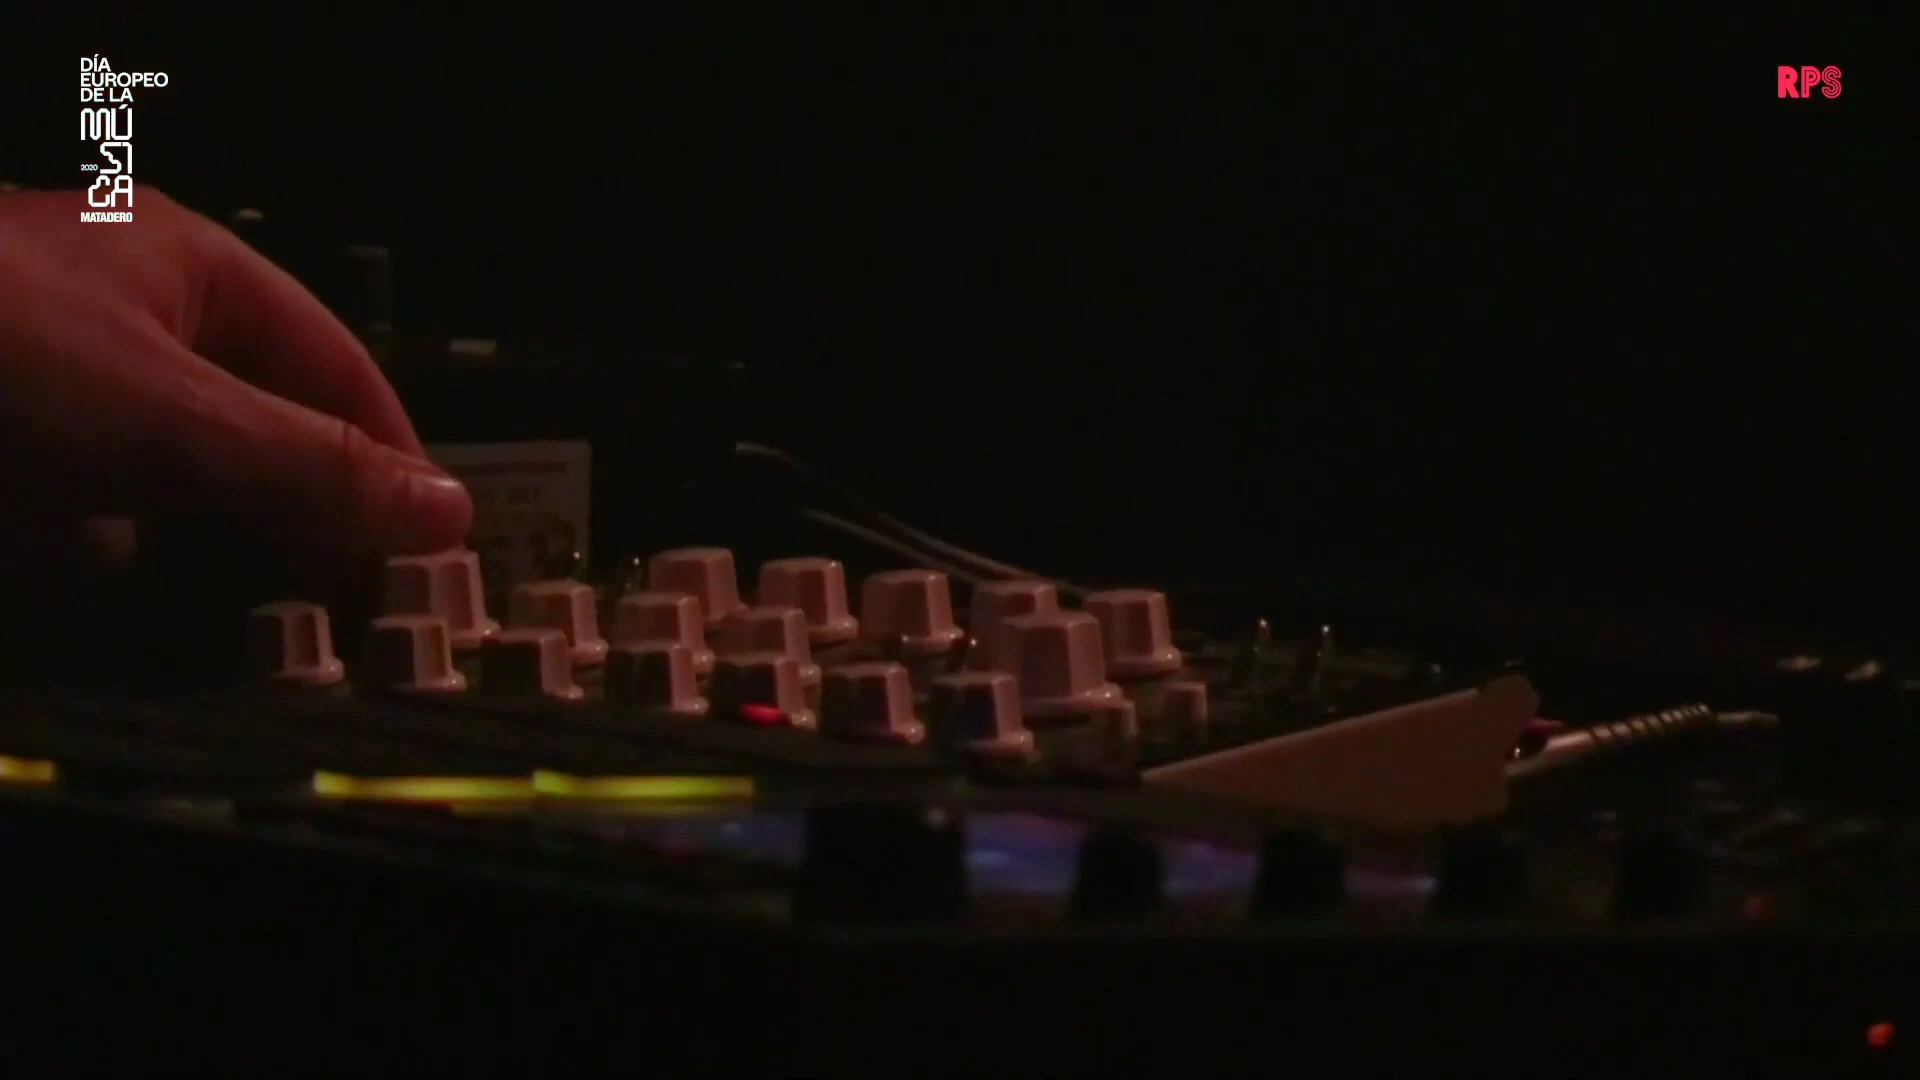 DÍA
EUROPEO
DE LA
MÚ
SI
2020
CA
MATADERO
RPS